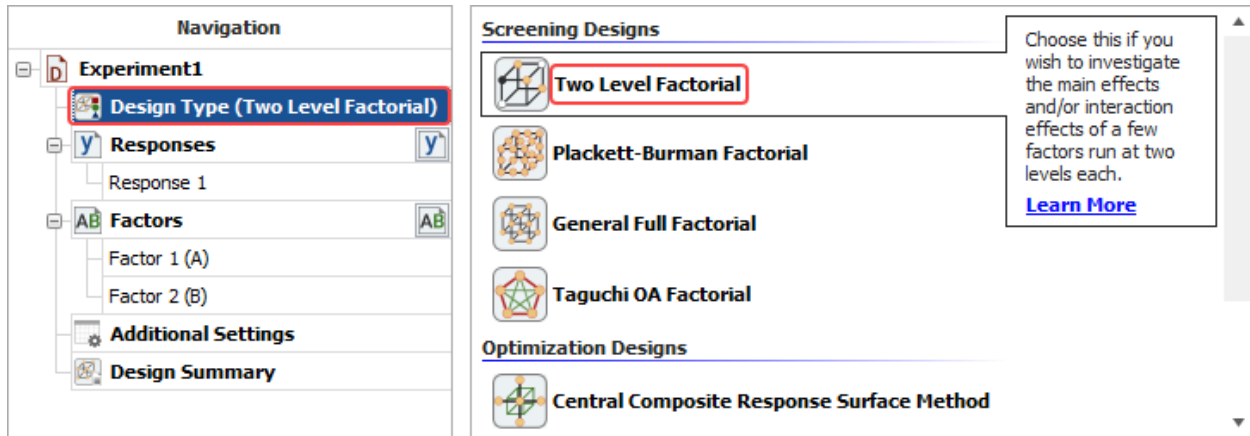 Navigation
Experiment1
Design Type (Two Level Factorial)
Responses
Response 1
Factors
Factor 1 (A)
Factor 2 (B)
Additional Settings
Design Summary
Screening Designs
Two Level Factorial
Plackett-Burman Factorial
General Full Factorial
Taguchi OA Factorial
Optimization Designs
Central Composite Response Surface Method
Choose this if you
wish to investigate
the main effects
and/or interaction
effects of a few
factors run at two
levels each.
Learn More